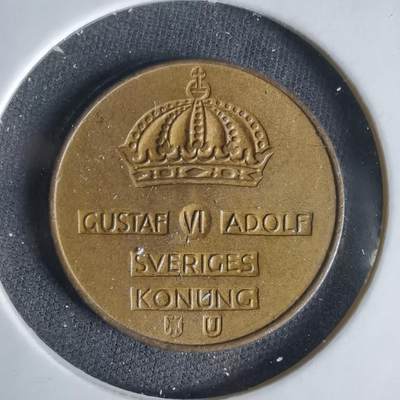 GUSTAF VI ADOLF
SVERIGES
KONUNG
U